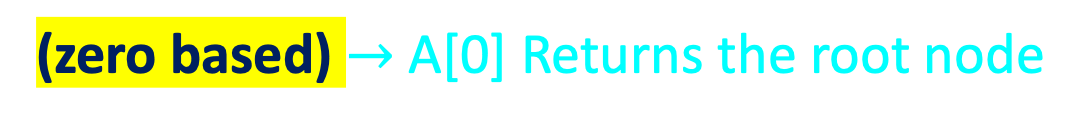 (zero based) → A[0] Returns the root node